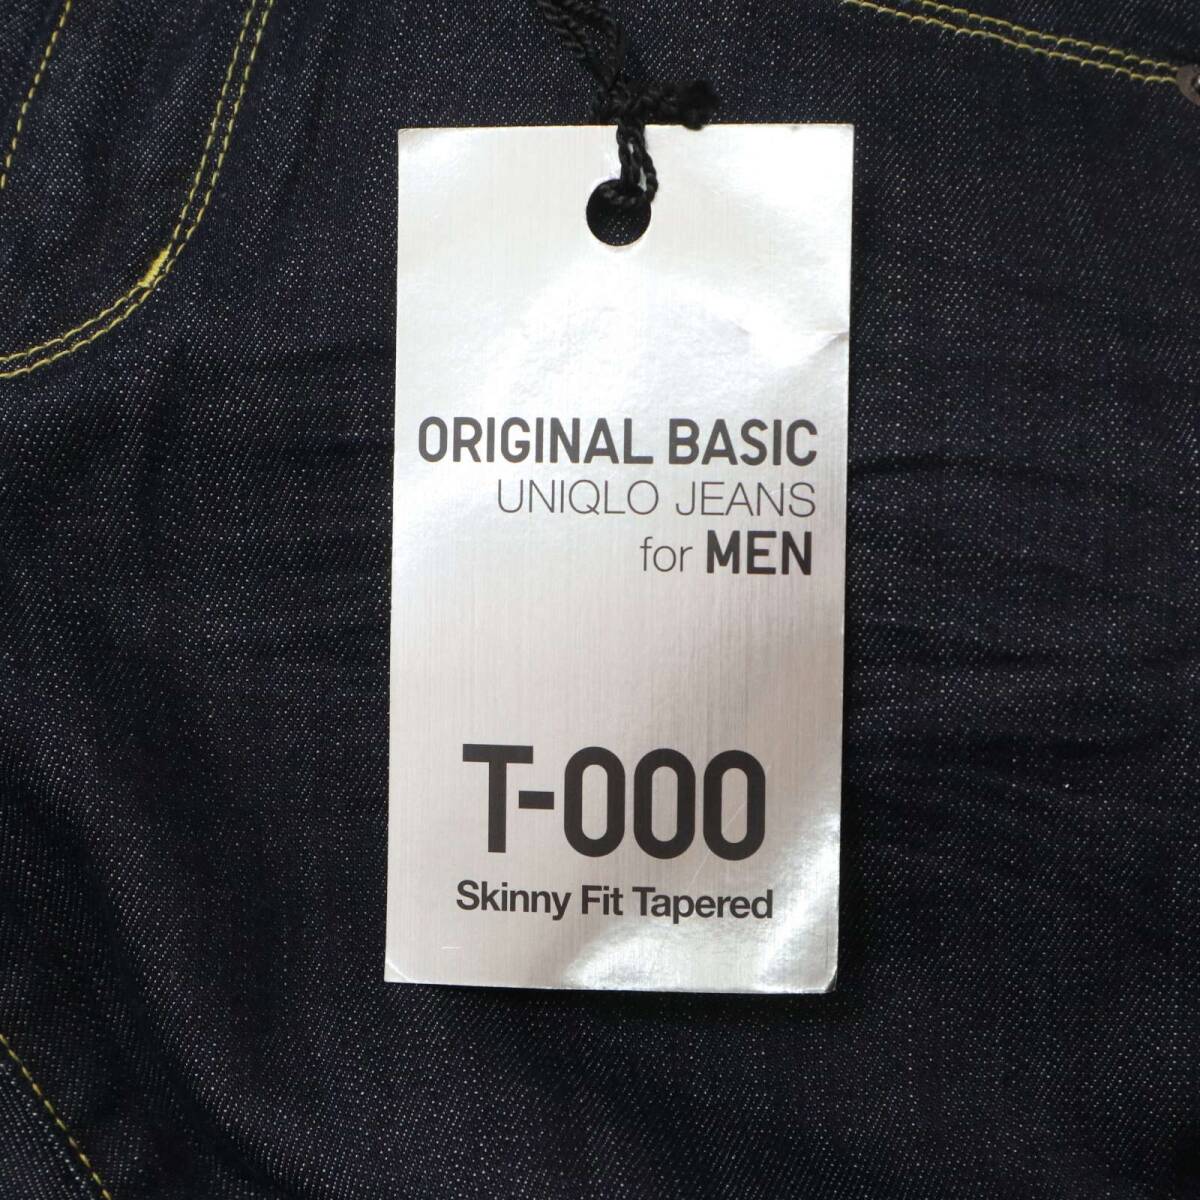 ORIGINAL BASIC
UNIQLO JEANS
for MEN
T-000
Skinny Fit Tapered